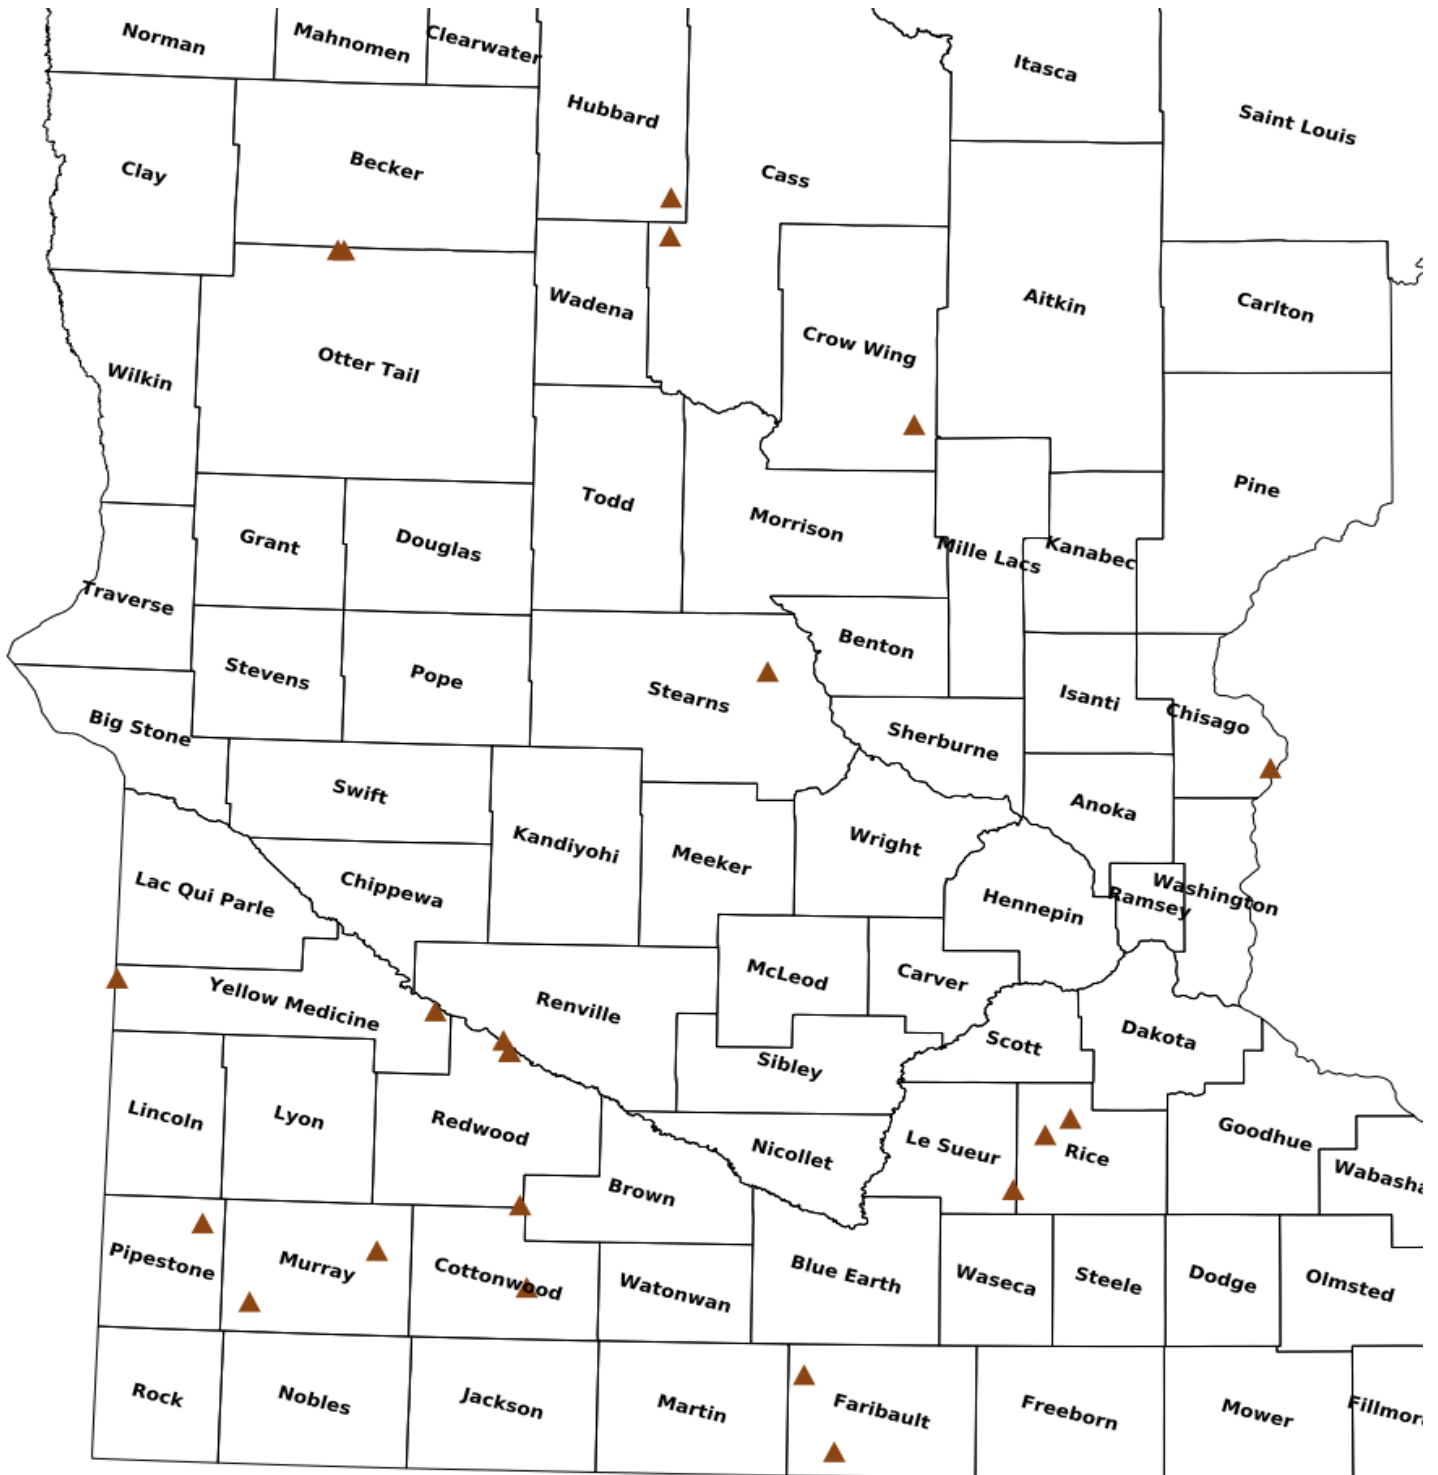 Norman
Mahnomen
Clearwater
Hubbard
Itasca
Saint Louis
Clay
Becker
Cass
Wadena
Aitkin
Carlton
Crow Wing
Otter Tail
Wilkin
Todd
Morrison
Pine
Grant
Douglas
Mille Lacs
Kanabec
Traverse
Benton
Stevens
Pope
Stearns
Isanti
Chisago
Big Stone
Sherburne
Swift
Anoka
Kandiyohi
Wright
Meeker
Lac Qui Parle
Chippewa
Hennepin
Ramsey
Washington
McLeod
Carver
Yellow Medicine
Renville
Dakota
Scott
Sibley
Lincoln
Lyon
Redwood
Nicollet
Le Sueur
Rice
Goodhue
Wabasha
Brown
Pipestone
Murray
Cottonwood
Watonwan
Blue Earth
Waseca
Steele
Dodge
Olmsted
Rock
Nobles
Jackson
Martin
Faribault
Freeborn
Mower
Fillmor